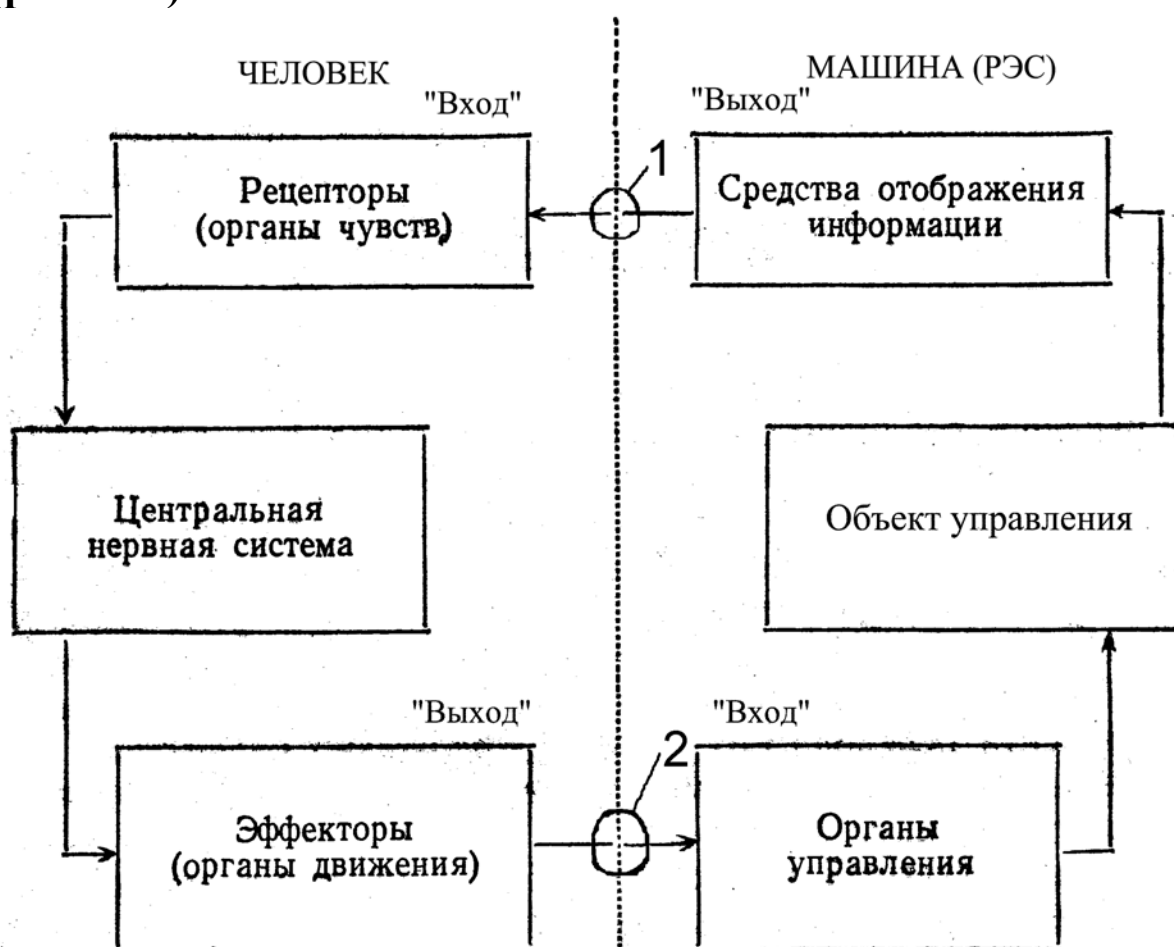 ЧЕЛОВЕК
МАШИНА (РЭС)
"Вход"
"Выход"
1
Рецепторы
(органы чувств)
Средства отображения
информации
Центральная
нервная система
Объект управления
"Выход"
"Вход"
2
Эффекторы
(органы движения)
Органы
управления